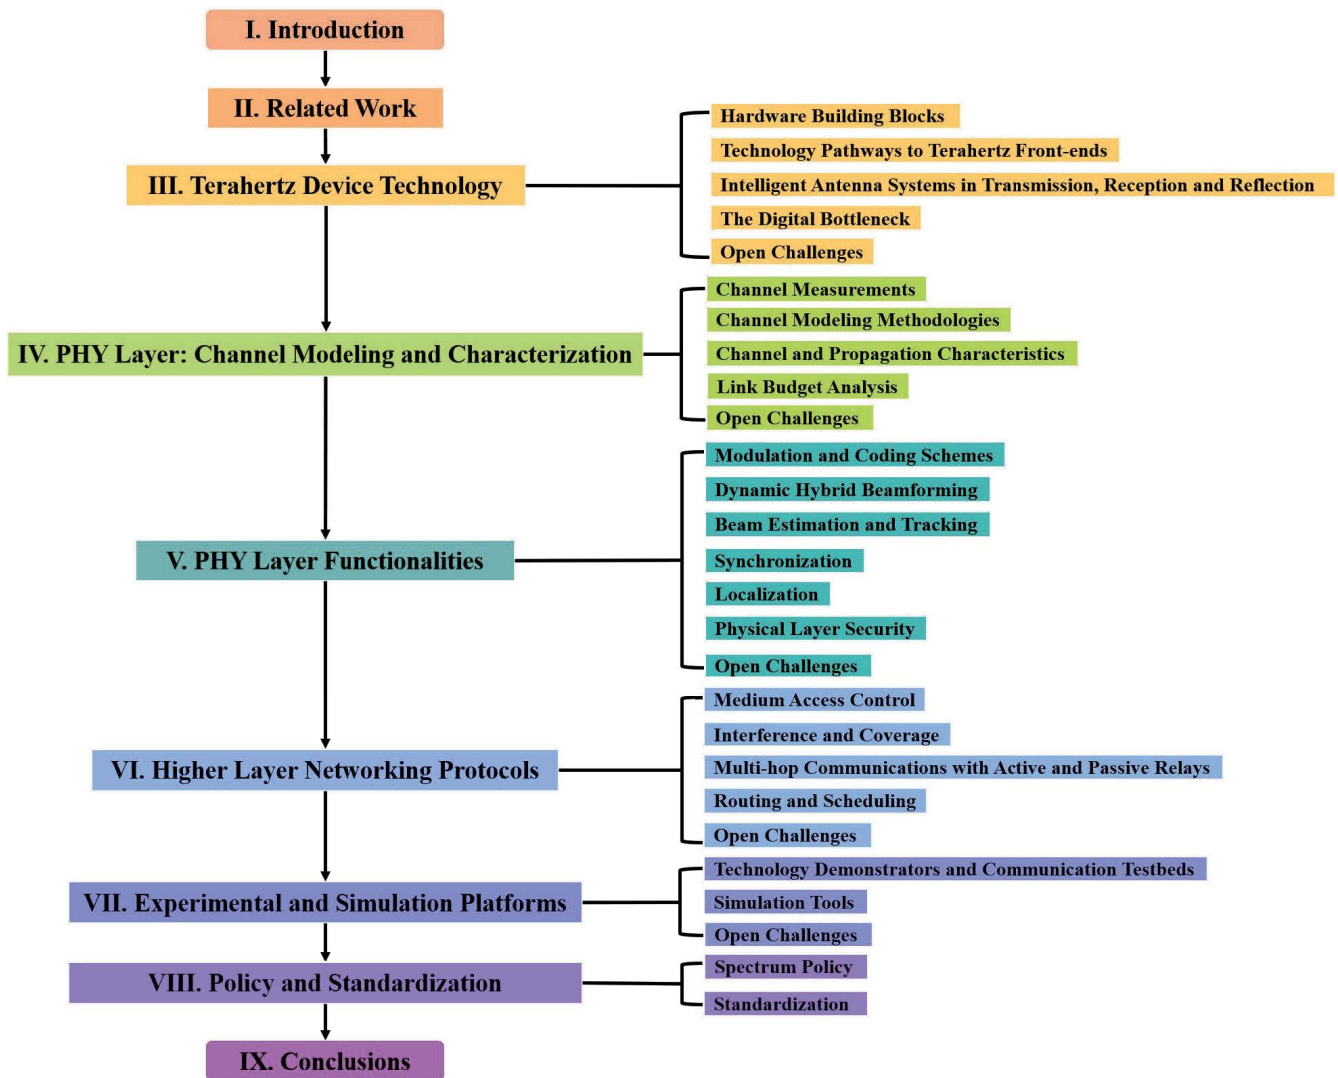 I. Introduction
II. Related Work
III. Terahertz Device Technology
Hardware Building Blocks
Technology Pathways to Terahertz Front-ends
Intelligent Antenna Systems in Transmission, Reception and Reflection
The Digital Bottleneck
Open Challenges
IV. PHY Layer: Channel Modeling and Characterization
Channel Measurements
Channel Modeling Methodologies
Channel and Propagation Characteristics
Link Budget Analysis
Open Challenges
V. PHY Layer Functionalities
Modulation and Coding Schemes
Dynamic Hybrid Beamforming
Beam Estimation and Tracking
Synchronization
Localization
Physical Layer Security
Open Challenges
VI. Higher Layer Networking Protocols
Medium Access Control
Interference and Coverage
Multi-hop Communications with Active and Passive Relays
Routing and Scheduling
Open Challenges
VII. Experimental and Simulation Platforms
Technology Demonstrators and Communication Testbeds
Simulation Tools
Open Challenges
VIII. Policy and Standardization
Spectrum Policy
Standardization
IX. Conclusions